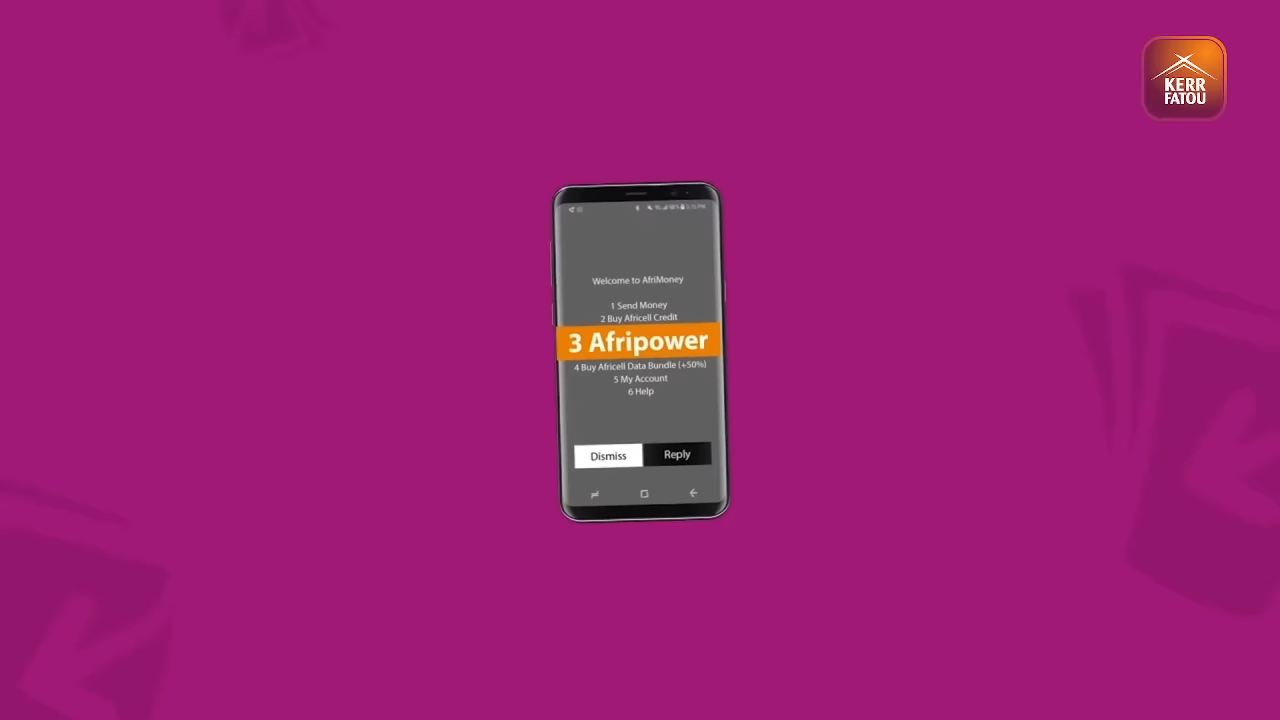 KERR
FATOU
Welcome to AfriMoney
1 Send Money
2 Buy Africell Credit
3 Afripower
4 Buy Africell Data Bundle (+50%)
5 My Account
6 Help
Dismiss
Reply